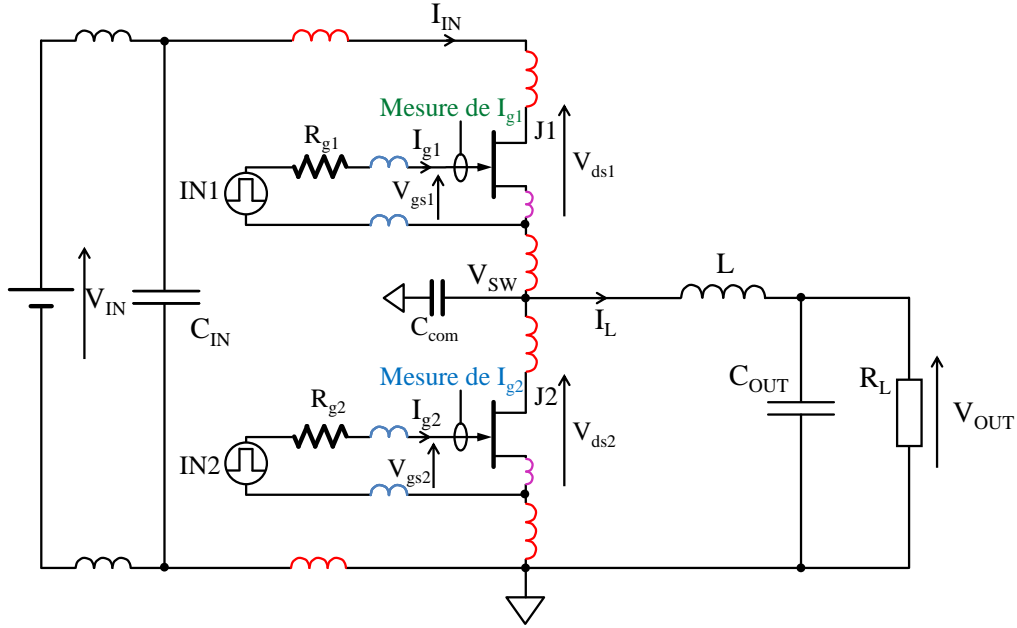 I_IN
Mesure de I_g1
R_g1
I_g1
J1
V_ds1
IN1
V_gs1
V_IN
C_IN
V_SW
L
C_com
I_L
Mesure de I_g2
R_g2
I_g2
J2
V_ds2
IN2
V_gs2
C_OUT
R_L
V_OUT